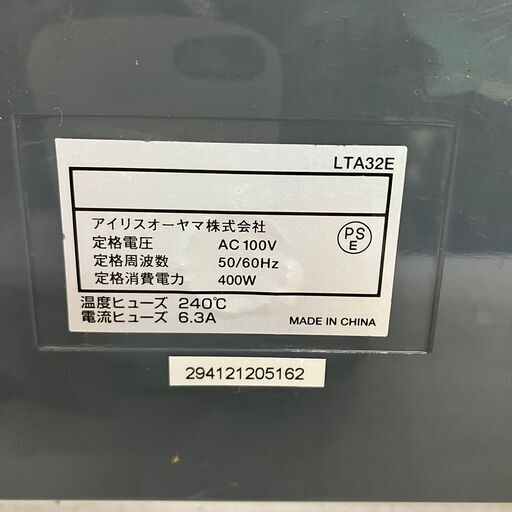 LTA32E
アイリスオーヤマ株式会社
定格電圧 AC100V
定格周波数 50/60Hz
定格消費電力 400W
PS
E
温度ヒューズ 240℃
電流ヒューズ 6.3A
MADE IN CHINA
294121205162